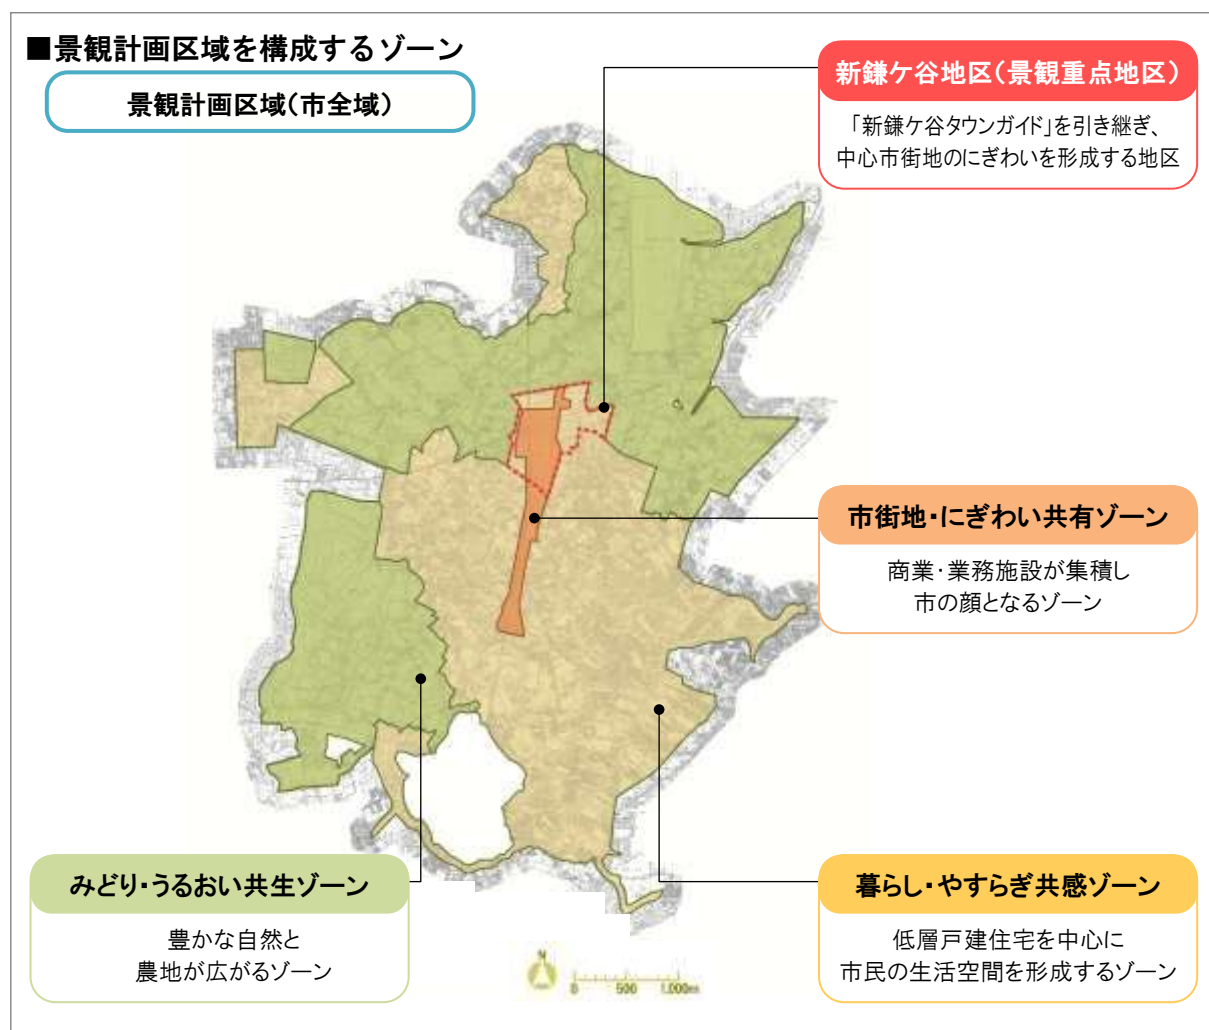 ■景観計画区域を構成するゾーン
景観計画区域(市全域)
新鎌ケ谷地区(景観重点地区)
「新鎌ケ谷タウンガイド」を引き継ぎ、
中心市街地のにぎわいを形成する地区
市街地・にぎわい共有ゾーン
商業・業務施設が集積し
市の顔となるゾーン
みどり・うるおい共生ゾーン
豊かな自然と
農地が広がるゾーン
暮らし・やすらぎ共感ゾーン
低層戸建住宅を中心に
市民の生活空間を形成するゾーン
N
0 500 1,000m